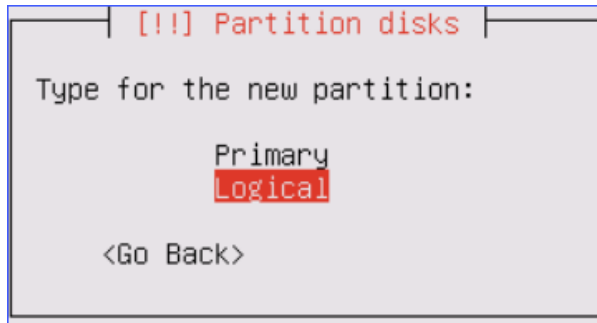 [!!] Partition disks
Type for the new partition:
Primary
Logical
<Go Back>